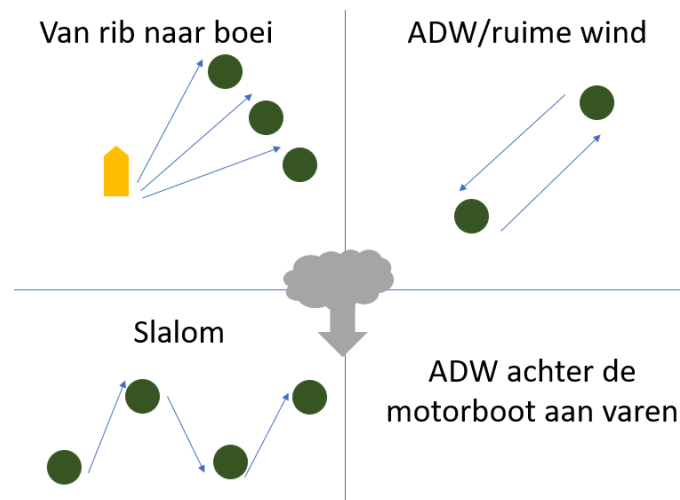 Van rib naar boei
ADW/ruime wind
Slalom
ADW achter de
motorboot aan varen